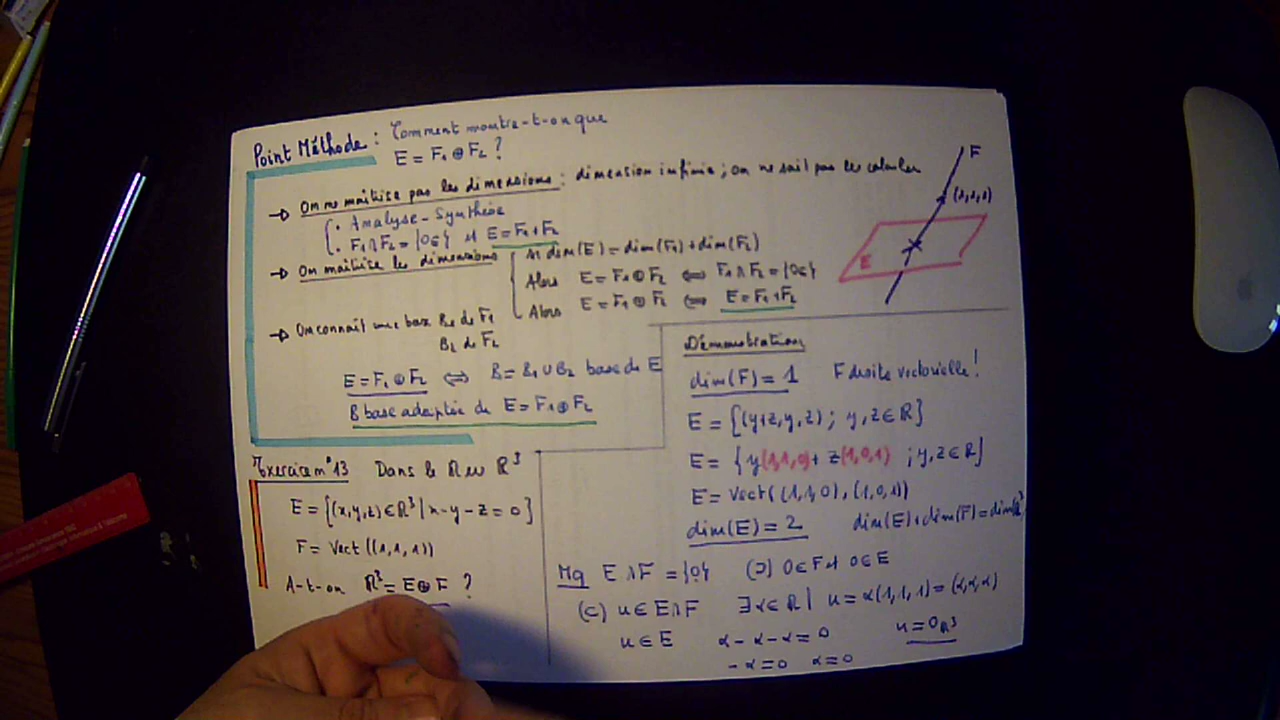 Point Méthode : Comment montre-t-on que
E = F₁ ⊕ F₂ ?
→ On ne maîtrise pas les dimensions : dimension infinie ; on ne sait pas les calculer
• Analyse-Synthèse
• F₁ ∩ F₂ = {0E} et E = F₁ + F₂
→ On maîtrise les dimensions
Si dim(E) = dim(F₁) + dim(F₂)
Alors E = F₁ ⊕ F₂ ⇔ F₁ ∩ F₂ = {0E}
Alors E = F₁ ⊕ F₂ ⇔ E = F₁ + F₂
→ On connaît une base B₁ de F₁
B₂ de F₂
E = F₁ ⊕ F₂ ⇔ B = B₁ ∪ B₂ base de E
B base adaptée de E = F₁ ⊕ F₂
F
(1,1,1)
E
Exercice n°13 Dans le R ev R³
E = {(x,y,z) ∈ R³ | x - y - z = 0}
F = Vect((1,1,1))
A-t-on R³ = E ⊕ F ?
Démonstration
dim(F) = 1 F droite vectorielle !
E = {(y+z, y, z) ; y, z ∈ R}
E = {y(1,1,0) + z(1,0,1) ; y, z ∈ R}
E = Vect((1,1,0), (1,0,1))
dim(E) = 2 dim(E) + dim(F) = dim(R³)
Mq E ∩ F = {0} (⊃) 0 ∈ F et 0 ∈ E
(⊂) u ∈ E ∩ F ∃ α ∈ R | u = α(1,1,1) = (α,α,α)
u ∈ E α - α - α = 0 u = 0R³
- α = 0 α = 0